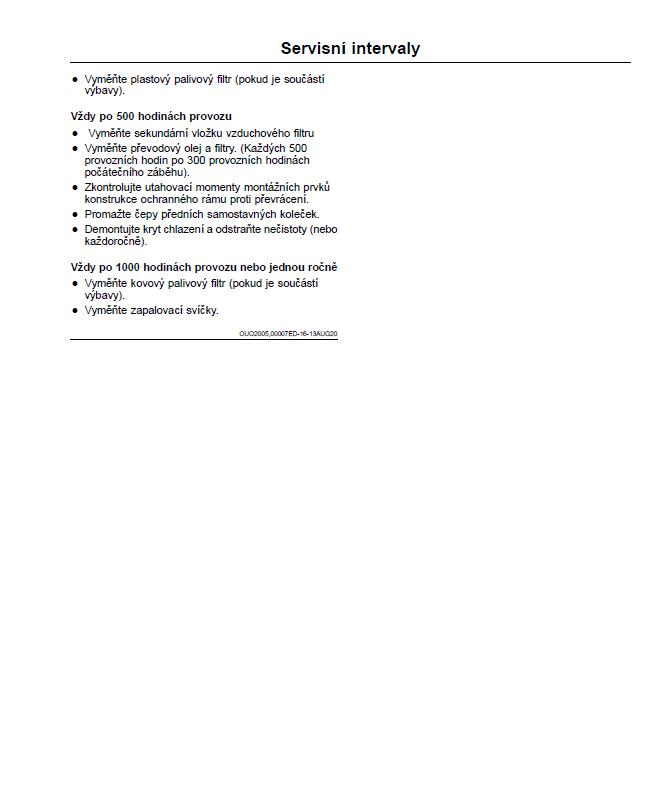 Servisní intervaly
● Vyměňte plastový palivový filtr (pokud je součástí
výbavy).
Vždy po 500 hodinách provozu
● Vyměňte sekundární vložku vzduchového filtru
● Vyměňte převodový olej a filtry. (Každých 500
provozních hodin po 300 provozních hodinách
počátečního záběhu).
● Zkontrolujte utahovací momenty montážních prvků
konstrukce ochranného rámu proti převrácení.
● Promažte čepy předních samostavných koleček.
● Demontujte kryt chlazení a odstraňte nečistoty (nebo
každoročně).
Vždy po 1000 hodinách provozu nebo jednou ročně
● Vyměňte kovový palivový filtr (pokud je součástí
výbavy).
● Vyměňte zapalovací svíčky.
OUO2005,00007ED-16-13AUG20